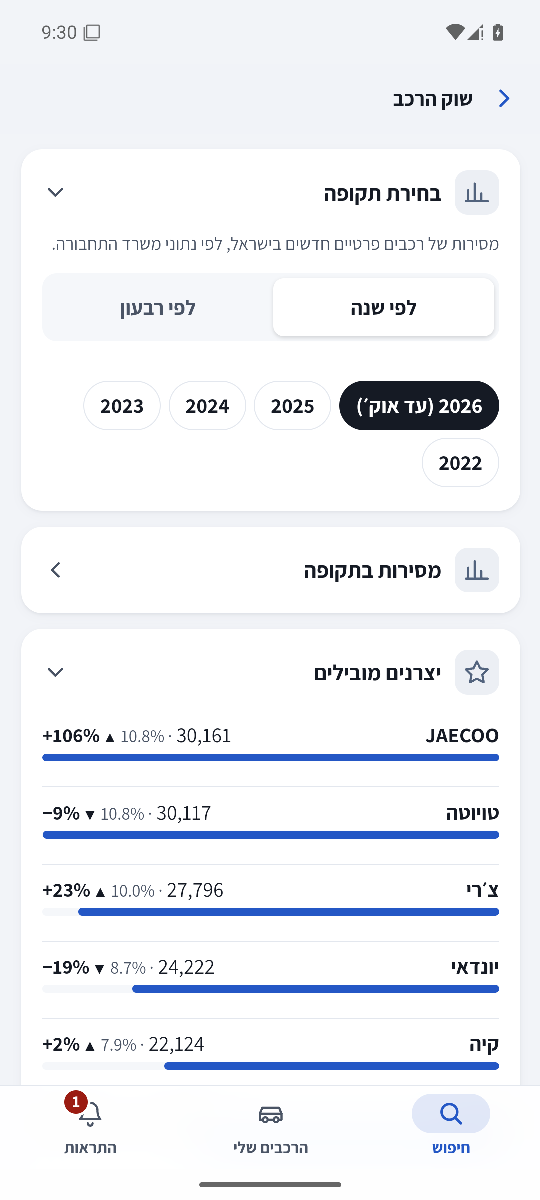 9:30
שוק הרכב
בחירת תקופה
מסירות של רכבים פרטיים חדשים בישראל, לפי נתוני משרד התחבורה.
לפי שנה
לפי רבעון
2026 (עד אוק׳)
2025
2024
2023
2022
מסירות בתקופה
יצרנים מובילים
JAECOO
30,161 · 10.8% ▲ +106%
טויוטה
30,117 · 10.8% ▼ −9%
צ׳רי
27,796 · 10.0% ▲ +23%
יונדאי
24,222 · 8.7% ▼ −19%
קיה
22,124 · 7.9% ▲ +2%
חיפוש
הרכבים שלי
1
התראות